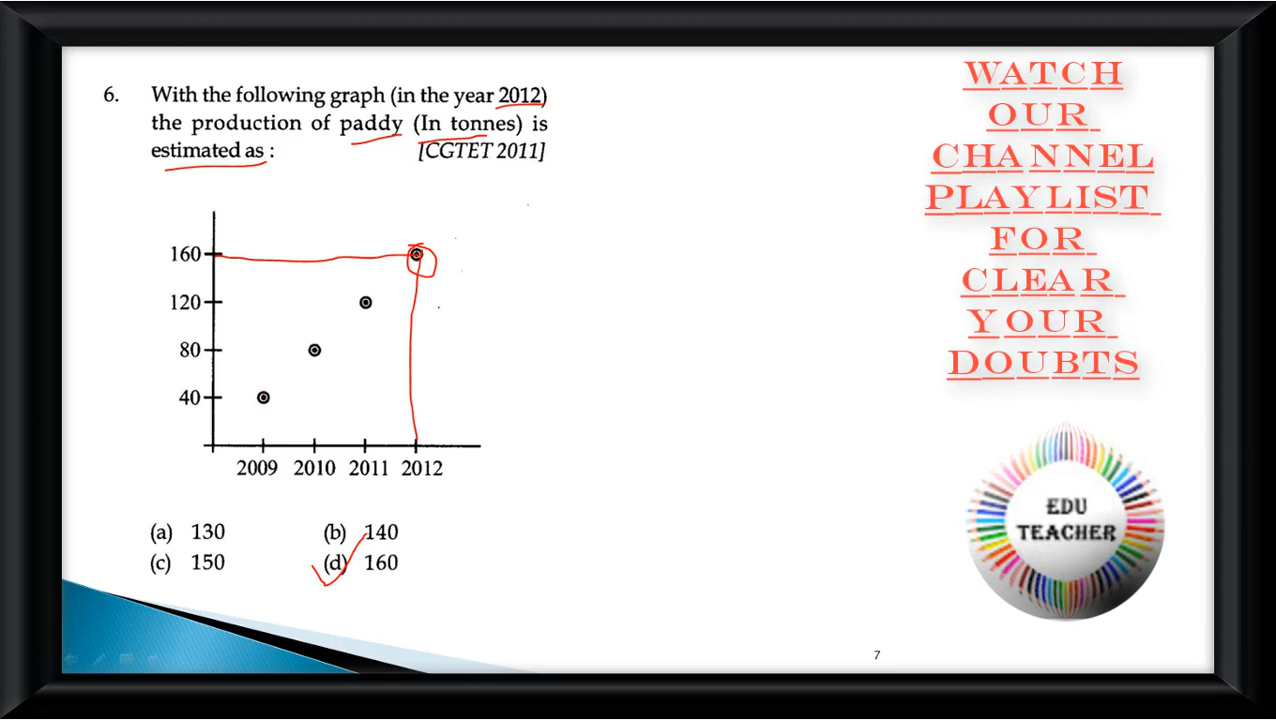 6. With the following graph (in the year 2012)
the production of paddy (In tonnes) is
estimated as : [CGTET 2011]
160
120
80
40
2009 2010 2011 2012
(a) 130 (b) 140
(c) 150 (d) 160
WATCH
OUR
CHANNEL
PLAYLIST
FOR
CLEAR
YOUR
DOUBTS
EDU
TEACHER
7